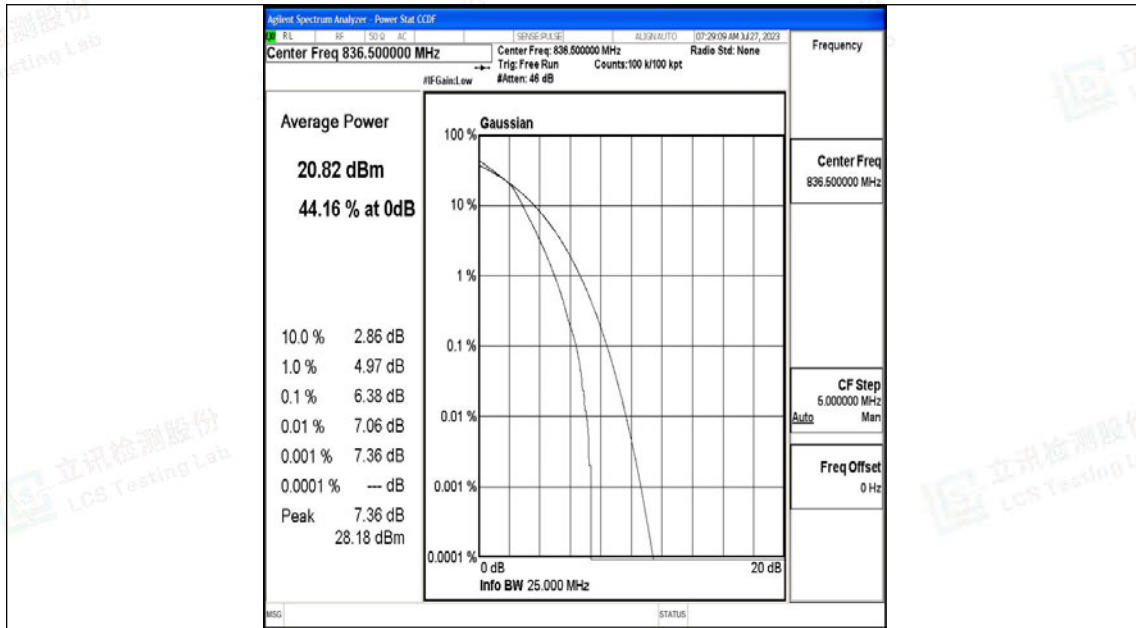 Agilent Spectrum Analyzer - Power Stat CCDF
RL RF 50 Ω AC SENSE:PULSE ALIGNAUTO 07:29:09 AM Jul 27, 2023
Center Freq 836.500000 MHz
Center Freq: 836.500000 MHz Radio Std: None
Trig: Free Run Counts:100 k/100 kpt
#IFGain:Low #Atten: 46 dB
Frequency
Average Power
20.82 dBm
44.16 % at 0dB
10.0 % 2.86 dB
1.0 % 4.97 dB
0.1 % 6.38 dB
0.01 % 7.06 dB
0.001 % 7.36 dB
0.0001 % --- dB
Peak 7.36 dB
28.18 dBm
Gaussian
100 %
10 %
1 %
0.1 %
0.01 %
0.001 %
0.0001 %
0 dB 20 dB
Info BW 25.000 MHz
Center Freq
836.500000 MHz
CF Step
5.000000 MHz
Auto Man
Freq Offset
0 Hz
MSG STATUS
立讯检测股份
LCS Testing Lab
立讯检测股份
LCS Testing L